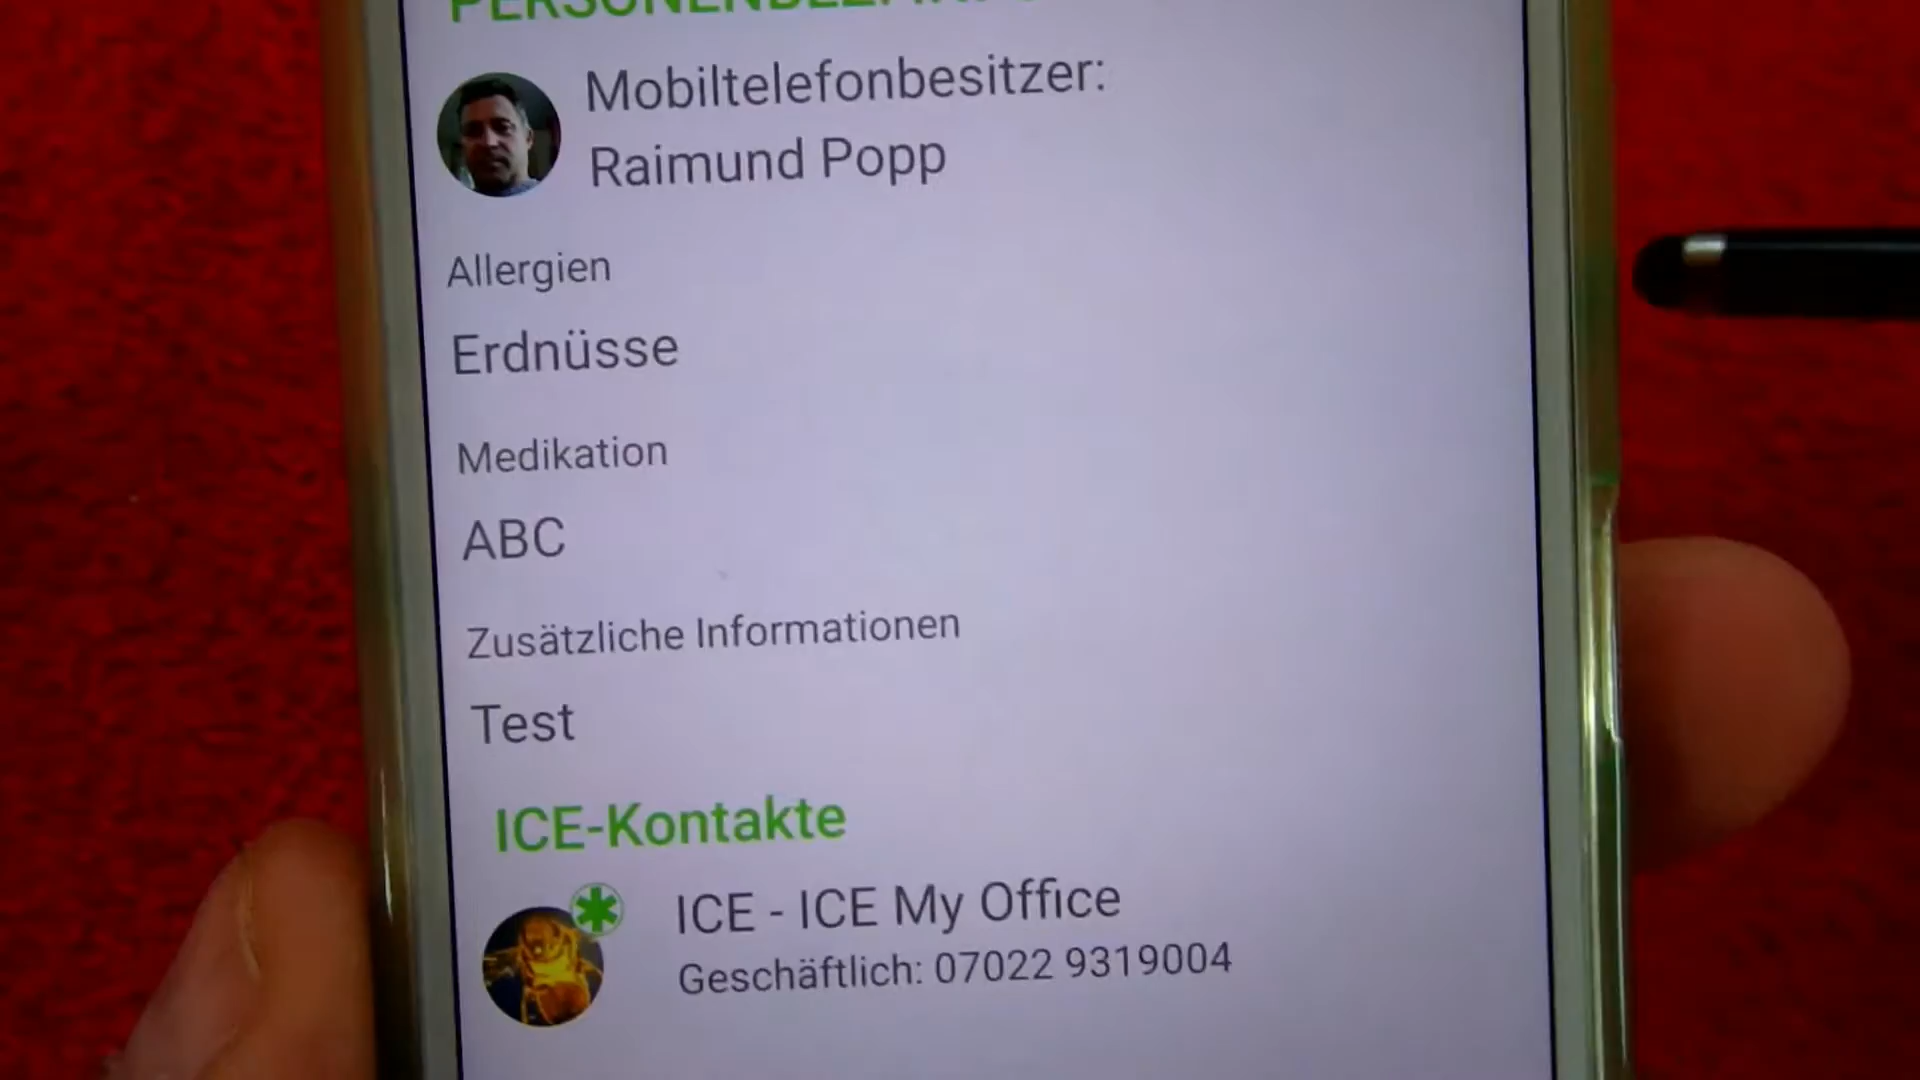 Mobiltelefonbesitzer:
Raimund Popp
Allergien
Erdnüsse
Medikation
ABC
Zusätzliche Informationen
Test
ICE-Kontakte
ICE - ICE My Office
Geschäftlich: 07022 9319004